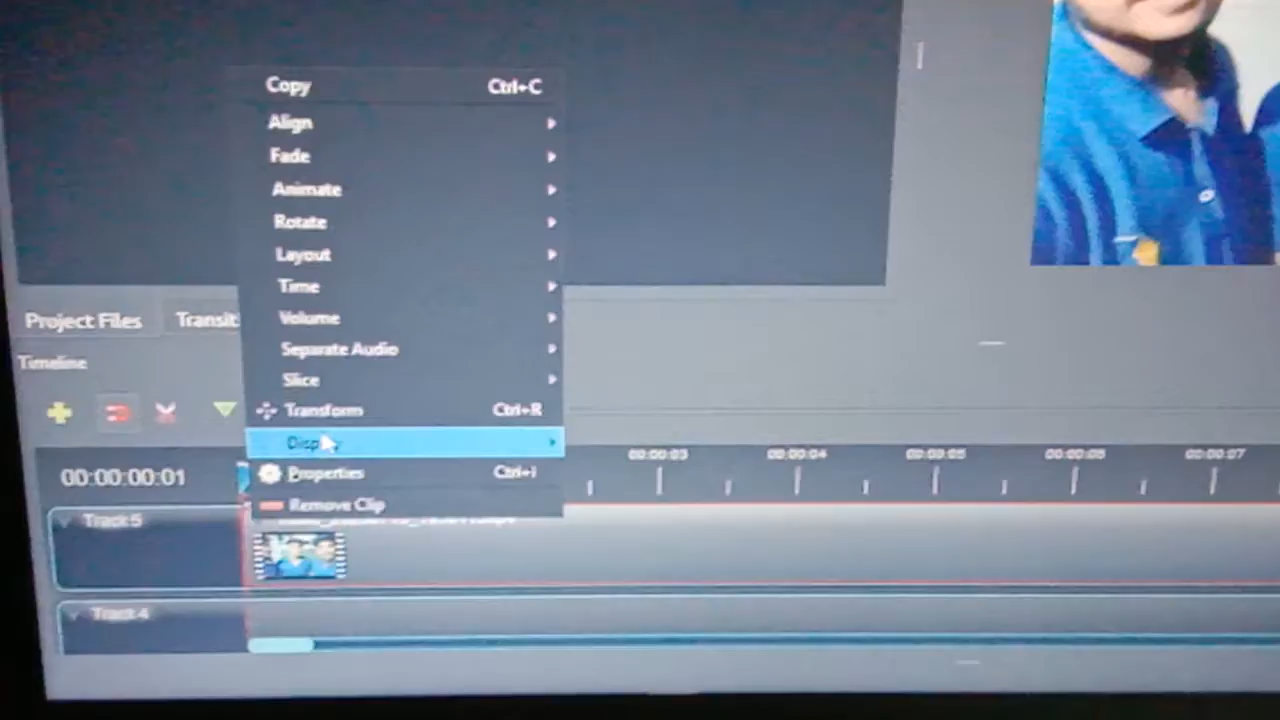 Copy Ctrl+C
Align
Fade
Animate
Rotate
Layout
Time
Volume
Separate Audio
Slice
Transform Ctrl+R
Display
Properties Ctrl+I
Remove Clip
Project Files Transit
Timeline
00:00:00:01
00:00:03 00:00:04 00:00:05 00:00:06 00:00:07
Track 5
Track 4